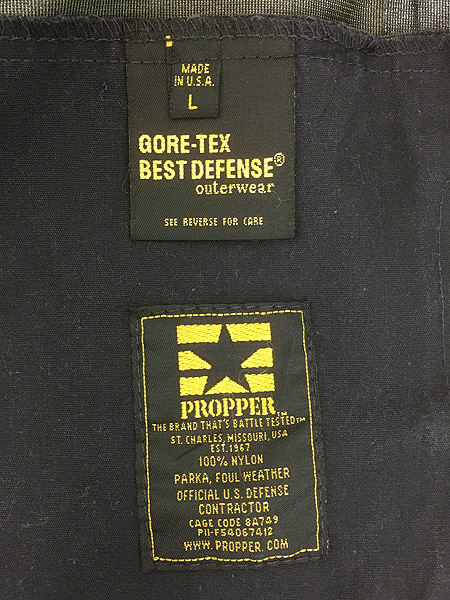 MADE
IN U.S.A.
L
GORE-TEX
BEST DEFENSE®
outerwear
SEE REVERSE FOR CARE
PROPPER™
THE BRAND THAT'S BATTLE TESTED™
ST. CHARLES, MISSOURI, USA
EST. 1967
100% NYLON
PARKA, FOUL WEATHER
OFFICIAL U.S. DEFENSE
CONTRACTOR
CAGE CODE 8A749
PII-F54067412
WWW.PROPPER.COM